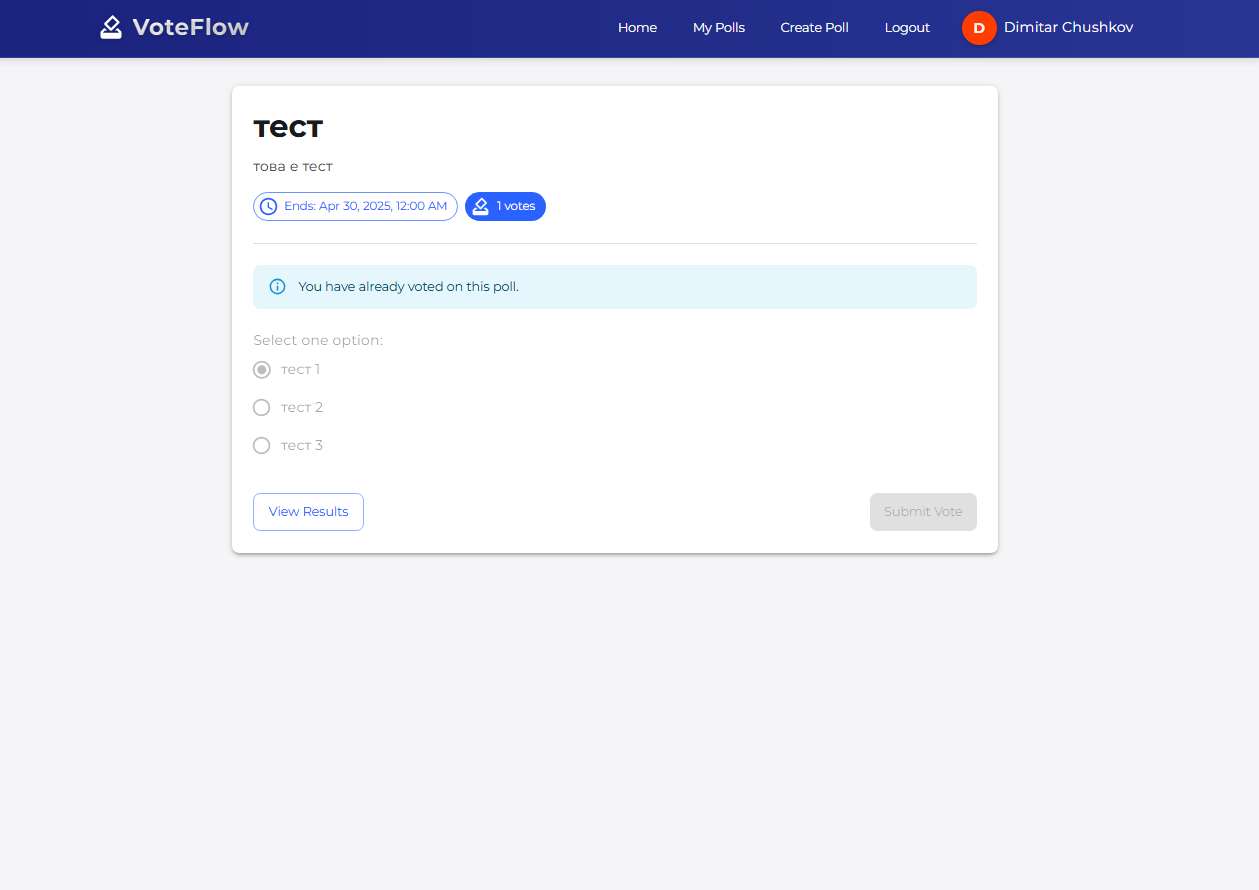 VoteFlow
Home My Polls Create Poll Logout D Dimitar Chushkov
тест
това е тест
Ends: Apr 30, 2025, 12:00 AM 1 votes
You have already voted on this poll.
Select one option:
тест 1
тест 2
тест 3
View Results Submit Vote